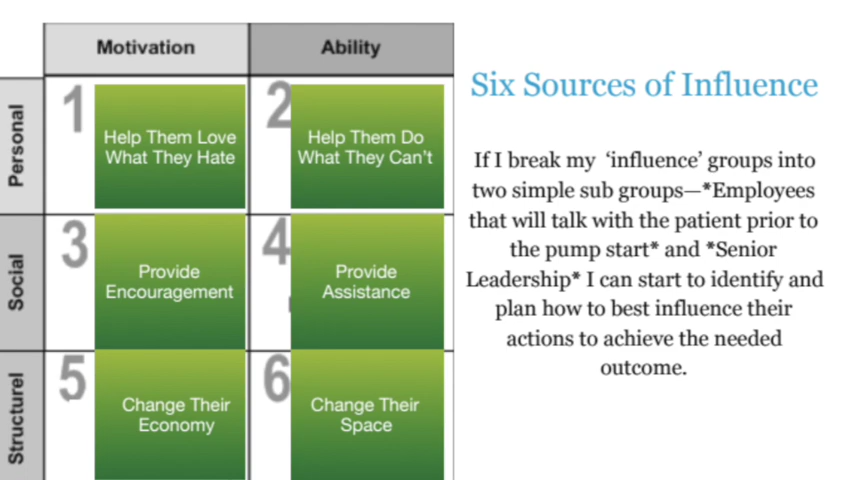 Motivation
Ability
Six Sources of Influence
Personal
1
Help Them Love
What They Hate
2
Help Them Do
What They Can't
Social
3
Provide
Encouragement
4
Provide
Assistance
Structurel
5
Change Their
Economy
6
Change Their
Space
If I break my ‘influence’ groups into
two simple sub groups—*Employees
that will talk with the patient prior to
the pump start* and *Senior
Leadership* I can start to identify and
plan how to best influence their
actions to achieve the needed
outcome.